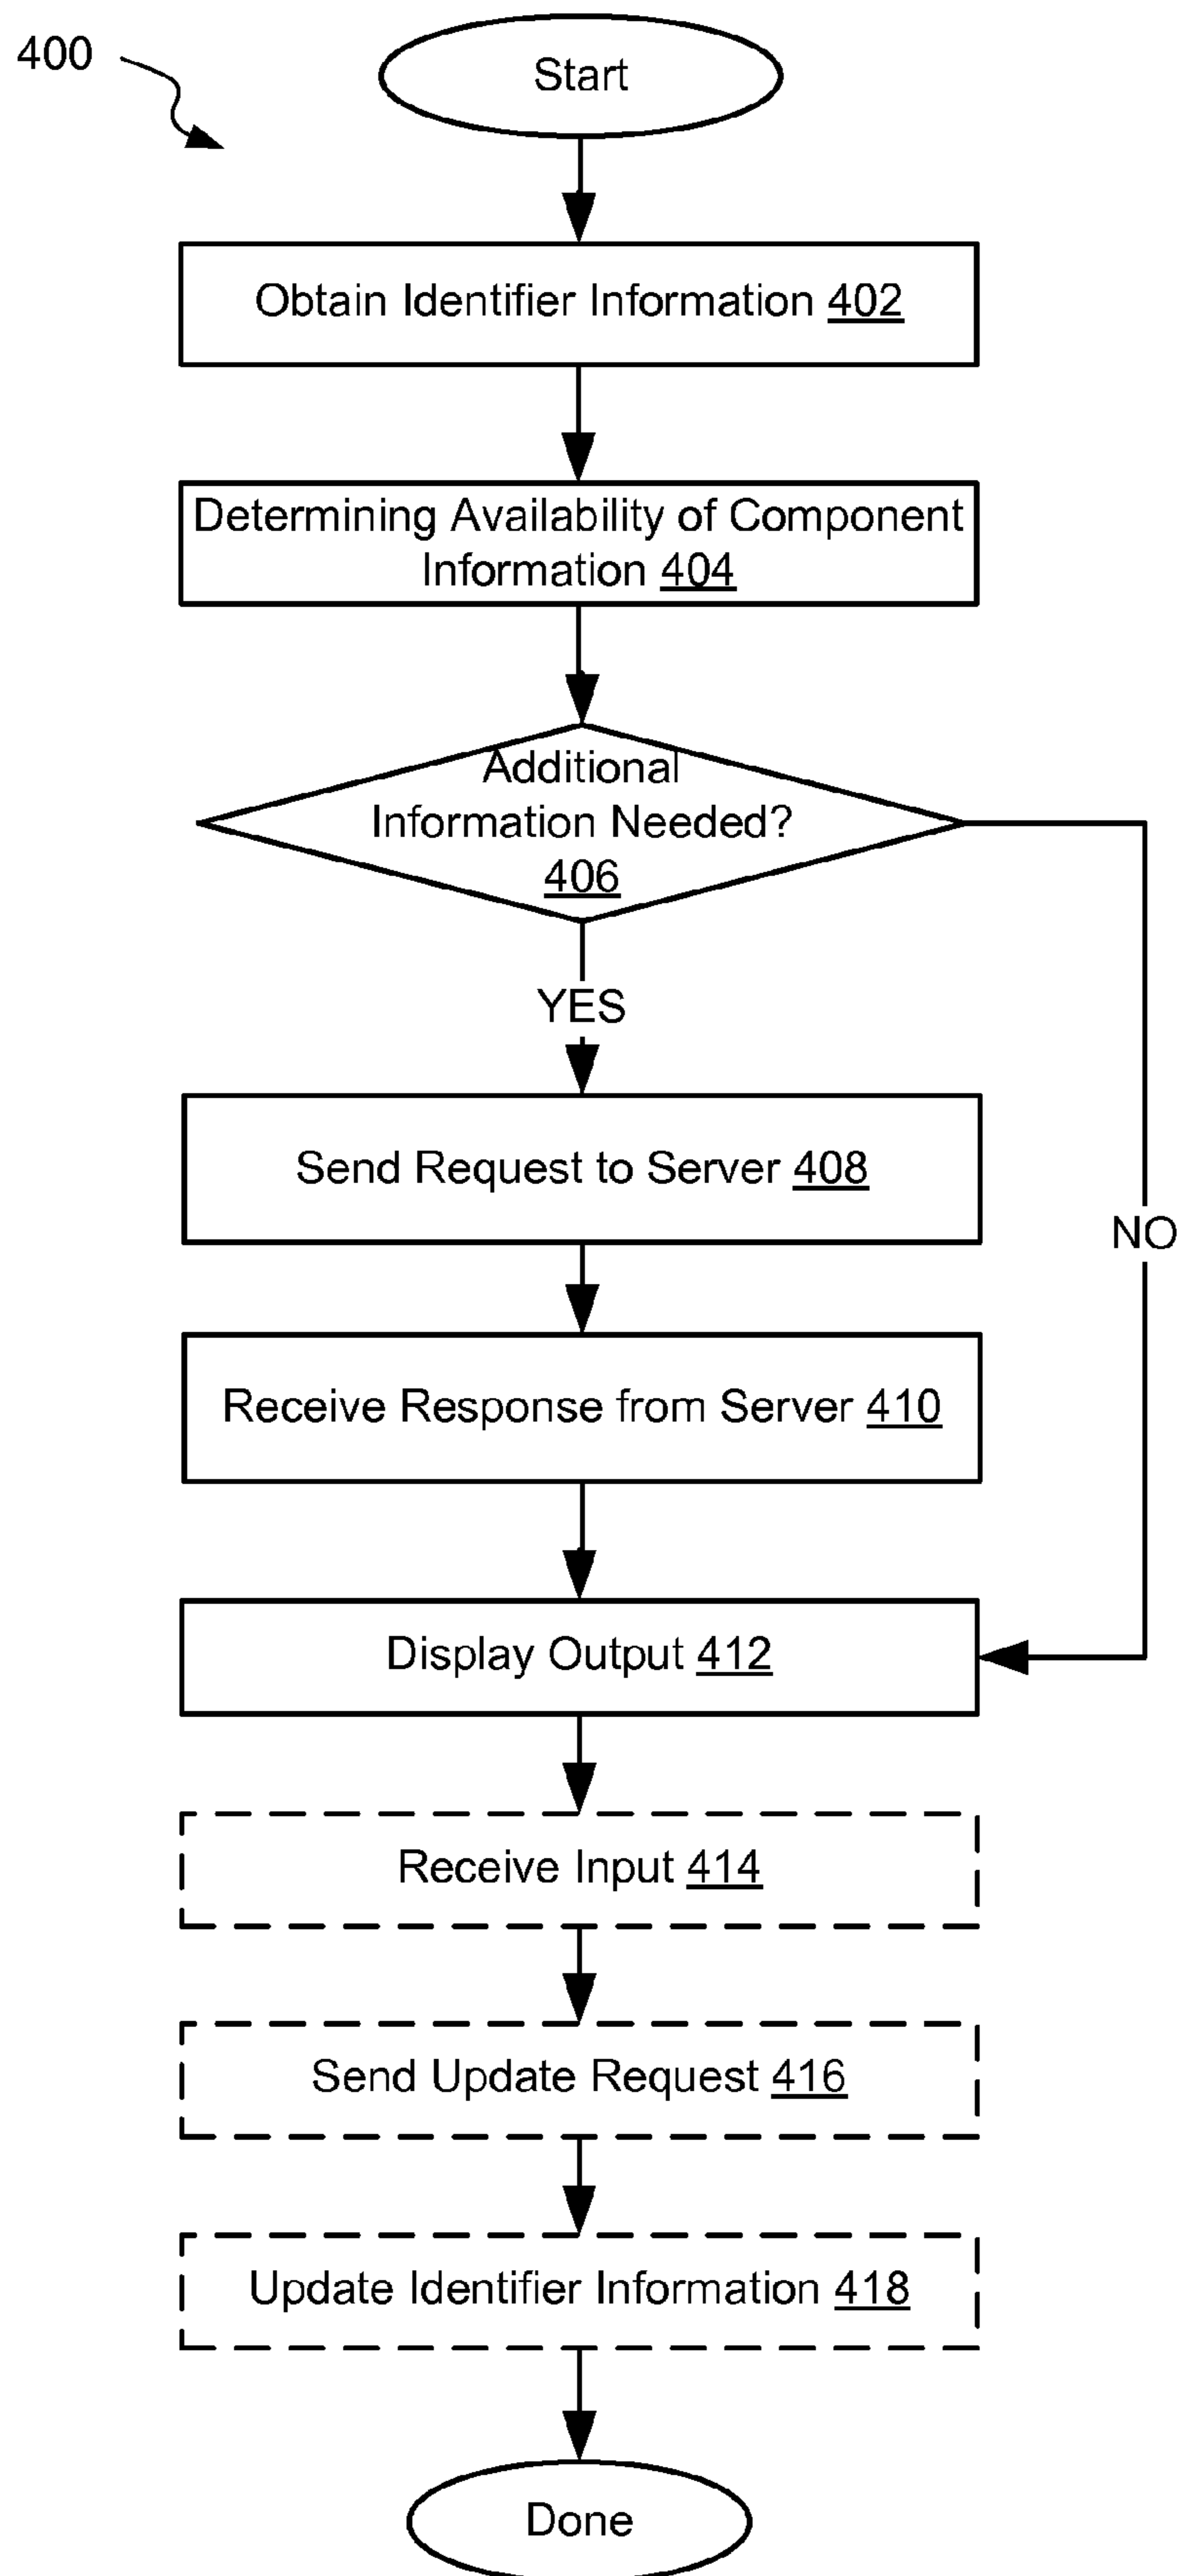 400
Start
Obtain Identifier Information 402
Determining Availability of Component
Information 404
Additional
Information Needed?
406
YES
Send Request to Server 408
NO
Receive Response from Server 410
Display Output 412
Receive Input 414
Send Update Request 416
Update Identifier Information 418
Done